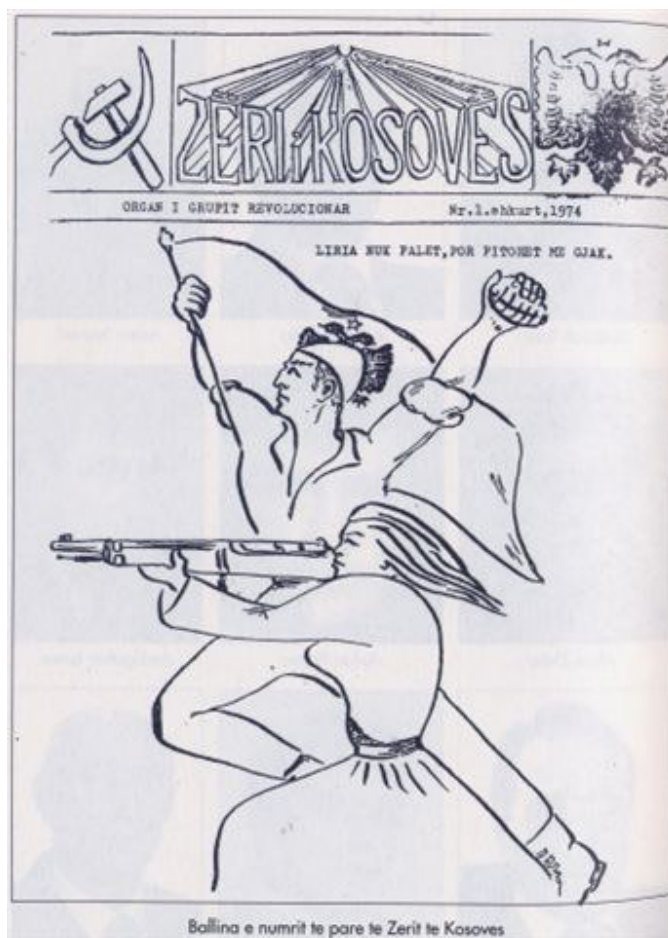 ZERI i KOSOVES
ORGAN I GRUPIT REVOLUCIONAR Nr.1.shkurt,1974
LIRIA NUK FALET,POR FITOHET ME GJAK.
Ballina e numrit te pare te Zerit te Kosoves